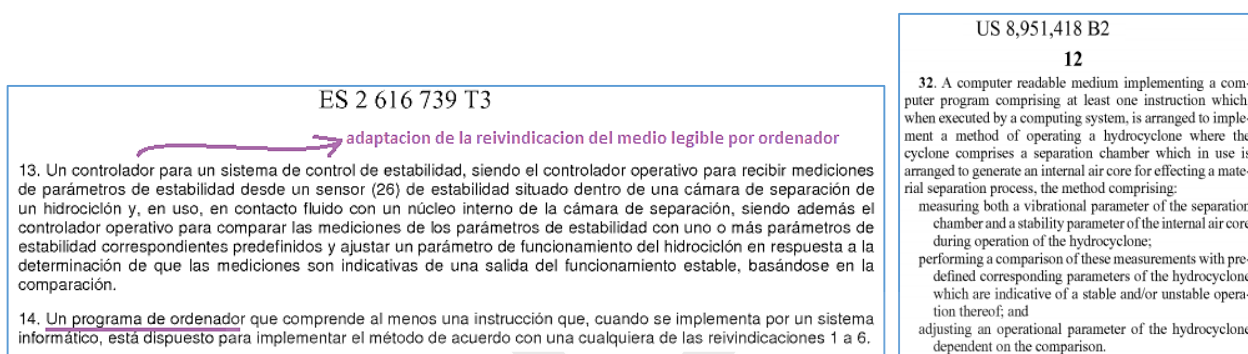 ES 2 616 739 T3
adaptacion de la reivindicacion del medio legible por ordenador
13. Un controlador para un sistema de control de estabilidad, siendo el controlador operativo para recibir mediciones
de parámetros de estabilidad desde un sensor (26) de estabilidad situado dentro de una cámara de separación de
un hidrociclón y, en uso, en contacto fluido con un núcleo interno de la cámara de separación, siendo además el
controlador operativo para comparar las mediciones de los parámetros de estabilidad con uno o más parámetros de
estabilidad correspondientes predefinidos y ajustar un parámetro de funcionamiento del hidrociclón en respuesta a la
determinación de que las mediciones son indicativas de una salida del funcionamiento estable, basándose en la
comparación.
14. Un programa de ordenador que comprende al menos una instrucción que, cuando se implementa por un sistema
informático, está dispuesto para implementar el método de acuerdo con una cualquiera de las reivindicaciones 1 a 6.
US 8,951,418 B2
12
32. A computer readable medium implementing a com-
puter program comprising at least one instruction which,
when executed by a computing system, is arranged to imple-
ment a method of operating a hydrocyclone where the
cyclone comprises a separation chamber which in use is
arranged to generate an internal air core for effecting a mate-
rial separation process, the method comprising:
measuring both a vibrational parameter of the separation
chamber and a stability parameter of the internal air core
during operation of the hydrocyclone;
performing a comparison of these measurements with pre-
defined corresponding parameters of the hydrocyclone
which are indicative of a stable and/or unstable opera-
tion thereof; and
adjusting an operational parameter of the hydrocyclone
dependent on the comparison.